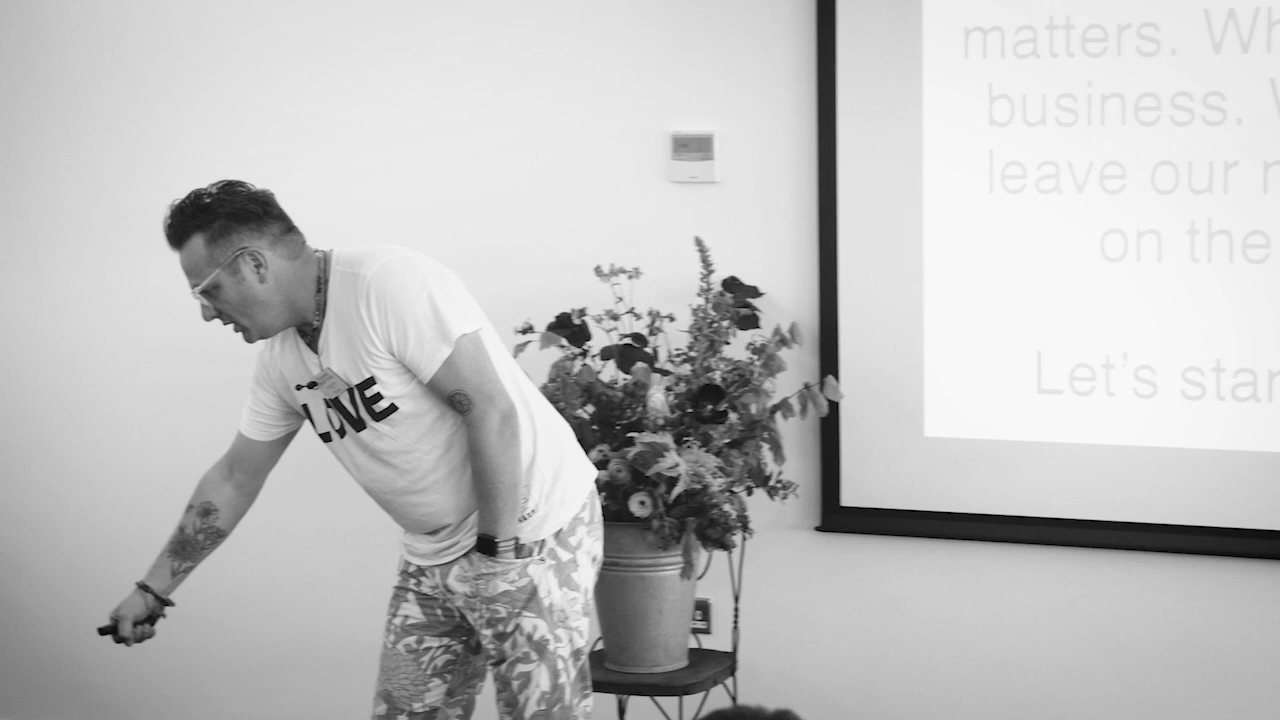 matters. Wh
business.
leave our
on the
Let's star
LOVE